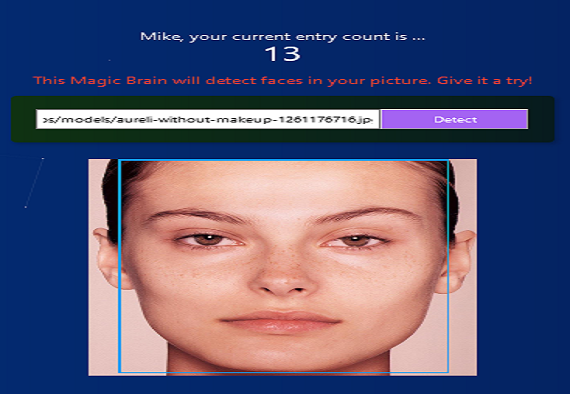 Mike, your current entry count is ...
13
This Magic Brain will detect faces in your picture. Give it a try!
os/models/aureli-without-makeup-1261176716.jp
Detect